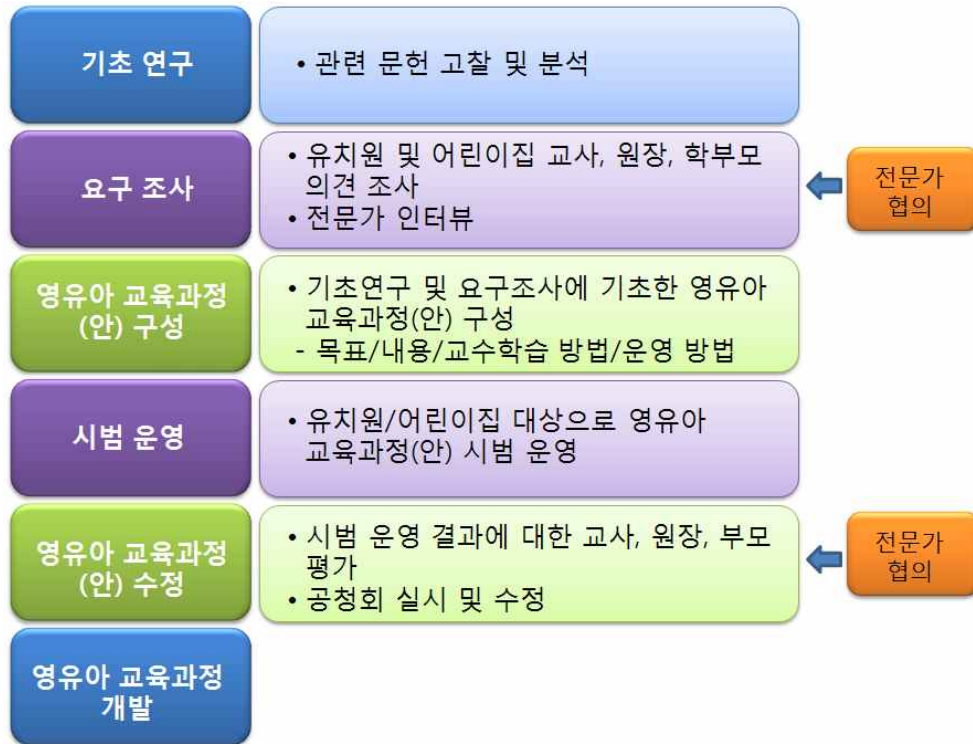 기초 연구
• 관련 문헌 고찰 및 분석
요구 조사
• 유치원 및 어린이집 교사, 원장, 학부모
의견 조사
• 전문가 인터뷰
전문가
협의
영유아 교육과정
(안) 구성
• 기초연구 및 요구조사에 기초한 영유아
교육과정(안) 구성
- 목표/내용/교수학습 방법/운영 방법
시범 운영
• 유치원/어린이집 대상으로 영유아
교육과정(안) 시범 운영
영유아 교육과정
(안) 수정
• 시범 운영 결과에 대한 교사, 원장, 부모
평가
• 공청회 실시 및 수정
전문가
협의
영유아 교육과정
개발